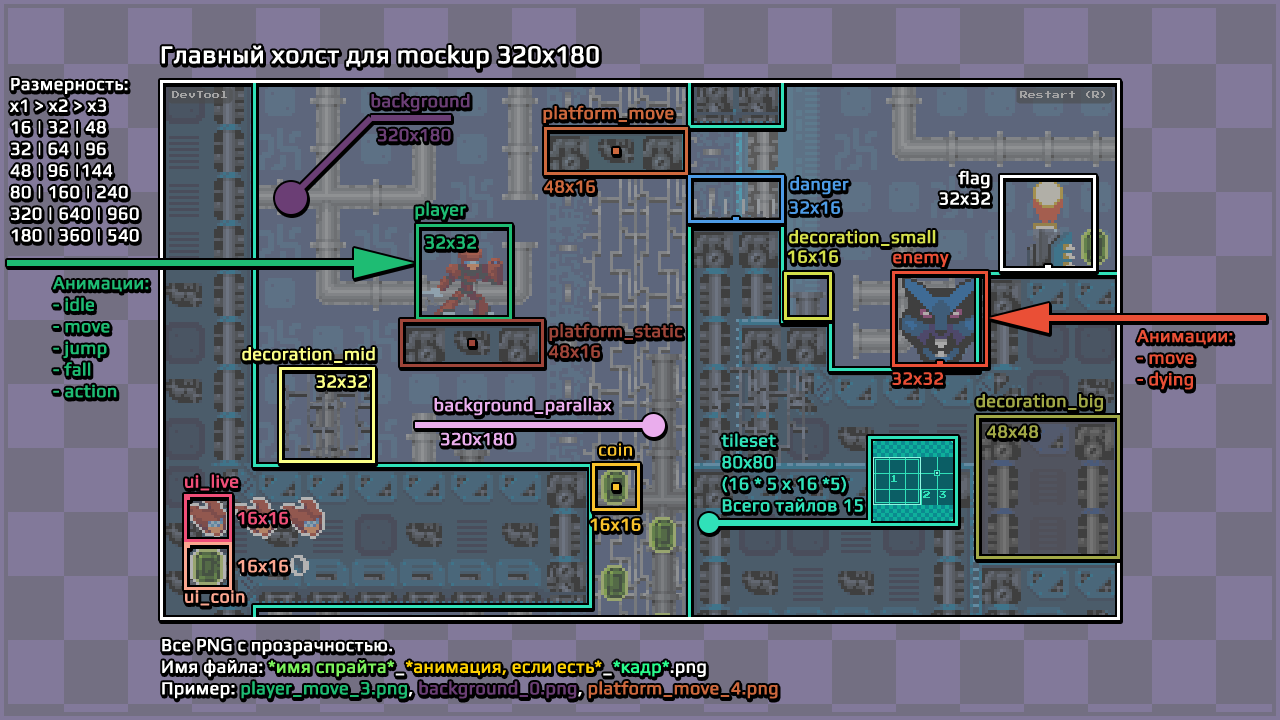 Главный холст для mockup 320x180
Размерность:
x1 > x2 > x3
16 | 32 | 48
32 | 64 | 96
48 | 96 |144
80 | 160 | 240
320 | 640 | 960
180 | 360 | 540
DevTool
Restart (R)
background
320x180
platform_move
48x16
danger
32x16
flag
32x32
player
32x32
decoration_small
16x16
enemy
32x32
Анимации:
- idle
- move
- jump
- fall
- action
platform_static
48x16
Анимации:
- move
- dying
decoration_mid
32x32
background_parallax
320x180
decoration_big
48x48
coin
16x16
tileset
80x80
(16 * 5 x 16 *5)
Всего тайлов 15
1
2 3
ui_live
16x16
16x16
ui_coin
Все PNG с прозрачностью.
Имя файла: *имя спрайта*_*анимация, если есть*_*кадр*.png
Пример: player_move_3.png, background_0.png, platform_move_4.png